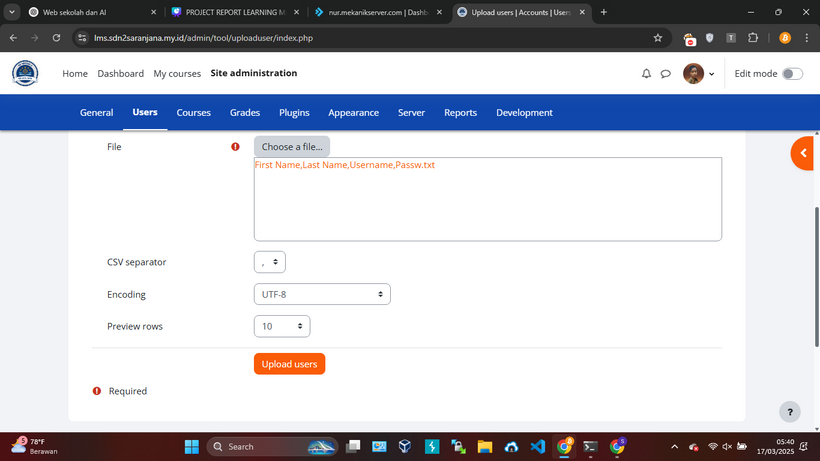 Web sekolah dan AI
PROJECT REPORT LEARNING M
nur.mekanikserver.com | Dashb
Upload users | Accounts | Users
lms.sdn2saranjana.my.id/admin/tool/uploaduser/index.php
Home Dashboard My courses Site administration
Edit mode
General Users Courses Grades Plugins Appearance Server Reports Development
File
Choose a file...
First Name,Last Name,Username,Passw.txt
CSV separator
,
Encoding
UTF-8
Preview rows
10
Upload users
Required
?
78°F
Berawan
Search
05:40
17/03/2025